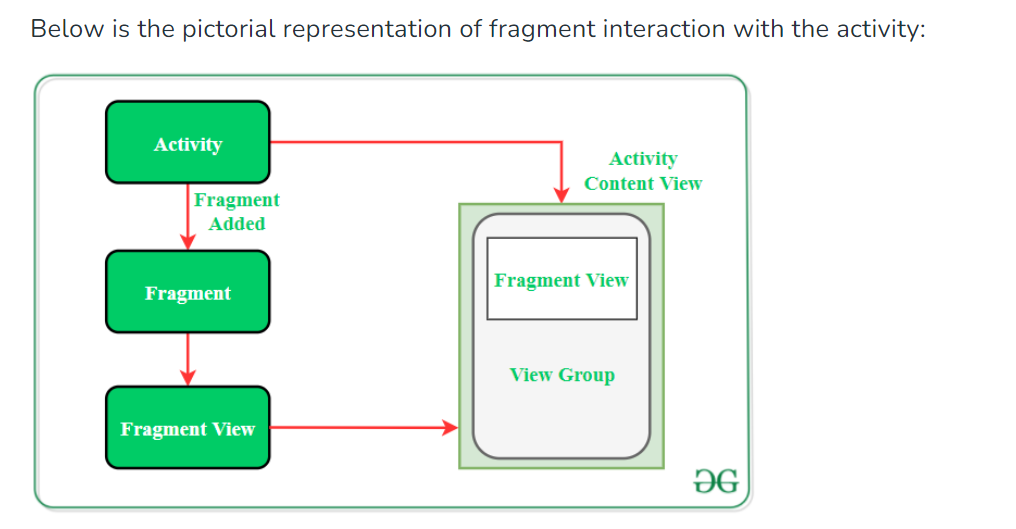 Below is the pictorial representation of fragment interaction with the activity:
Activity
Activity
Content View
Fragment
Added
Fragment View
Fragment
View Group
Fragment View